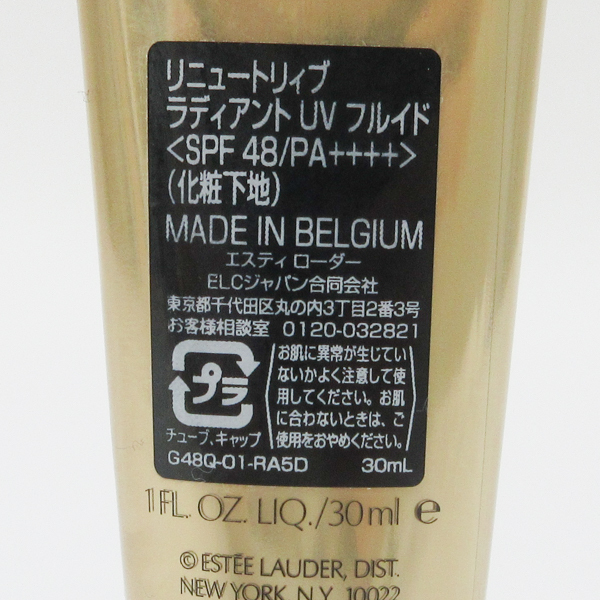 リニュートリィブ
ラディアント UV フルイド
<SPF 48/PA++++>
(化粧下地)
MADE IN BELGIUM
エスティ ローダー
ELCジャパン合同会社
東京都千代田区丸の内3丁目2番3号
お客様相談室 0120-032821
プラ
チューブ、キャップ
お肌に異常が生じてい
ないかよく注意して使
用してください。お肌
に合わないときは、ご
使用をおやめください。
G48Q-01-RA5D 30mL
1 FL. OZ. LIQ./30ml e
© ESTĒE LAUDER, DIST.
NEW YORK, N.Y. 10022